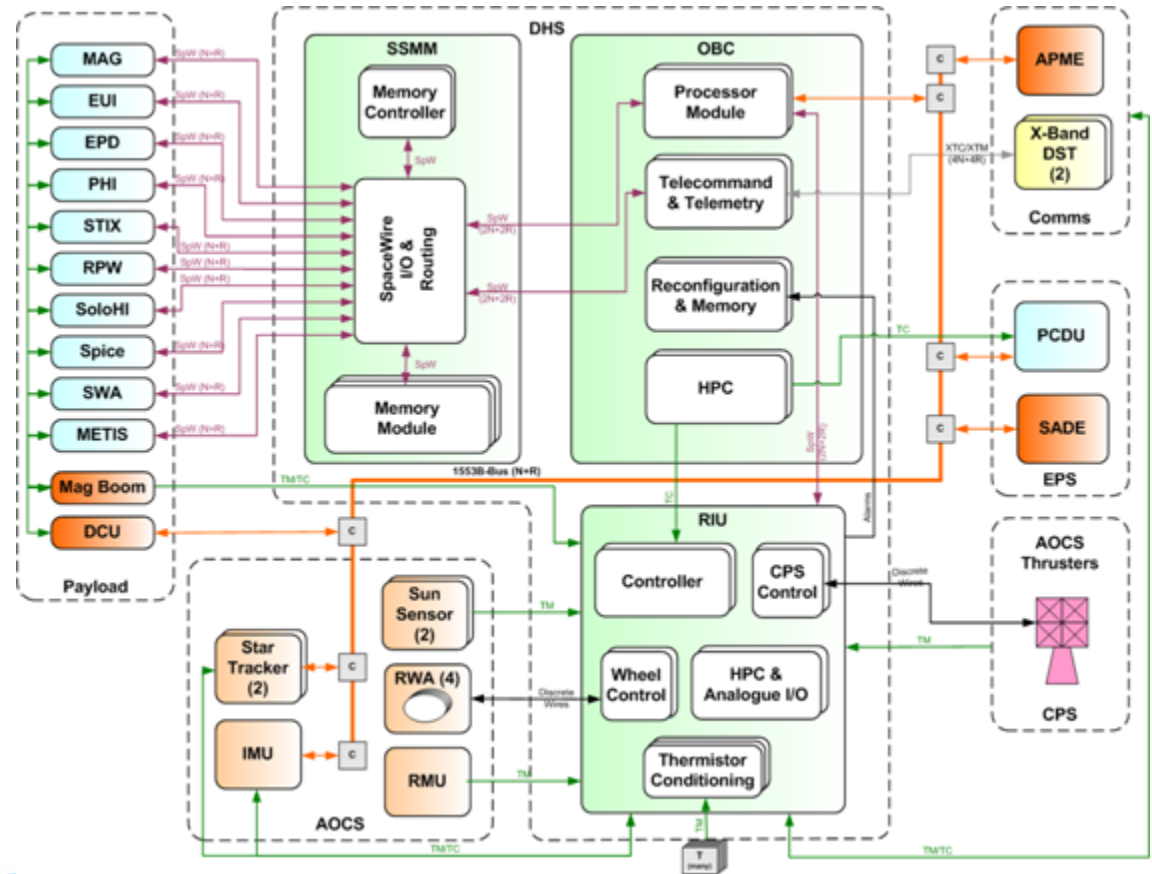 DHS
SSMM
OBC
MAG
EUI
EPD
PHI
STIX
RPW
SoloHI
Spice
SWA
METIS
Mag Boom
DCU
Payload
SpW (N+R)
SpW (N+R)
SpW (N+R)
SpW (N+R)
SpW (N+R)
SpW (N+R)
SpW (N+R)
SpW (N+R)
SpW (N+R)
SpW (N+R)
Memory
Controller
SpW
SpaceWire
I/O &
Routing
SpW
Memory
Module
SpW
(2N+2R)
SpW
(2N+2R)
Processor
Module
Telecommand
& Telemetry
Reconfiguration
& Memory
HPC
XTC/XTM
(4N+4R)
TC
TC
SpW
(2N+2R)
Alarms
1553B-Bus (N+R)
TM/TC
C
C
C
C
C
C
C
APME
X-Band
DST
(2)
Comms
PCDU
SADE
EPS
AOCS
Thrusters
CPS
Discrete
Wires
TM
RIU
Controller
CPS
Control
Wheel
Control
HPC &
Analogue I/O
Thermistor
Conditioning
Sun
Sensor
(2)
TM
Star
Tracker
(2)
RWA (4)
Discrete
Wires
IMU
RMU
TM
AOCS
TM/TC
TM
T
(many)
TM/TC